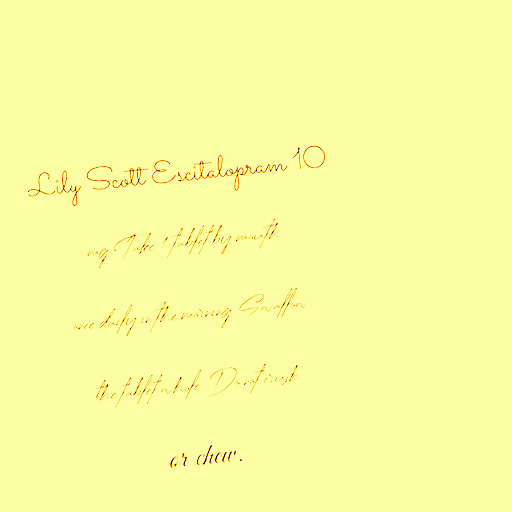 Lily Scott Escitalopram 10
mg Take 1 tablet by mouth
once daily in the morning Swallow
the tablet whole Do not crush
or chew.